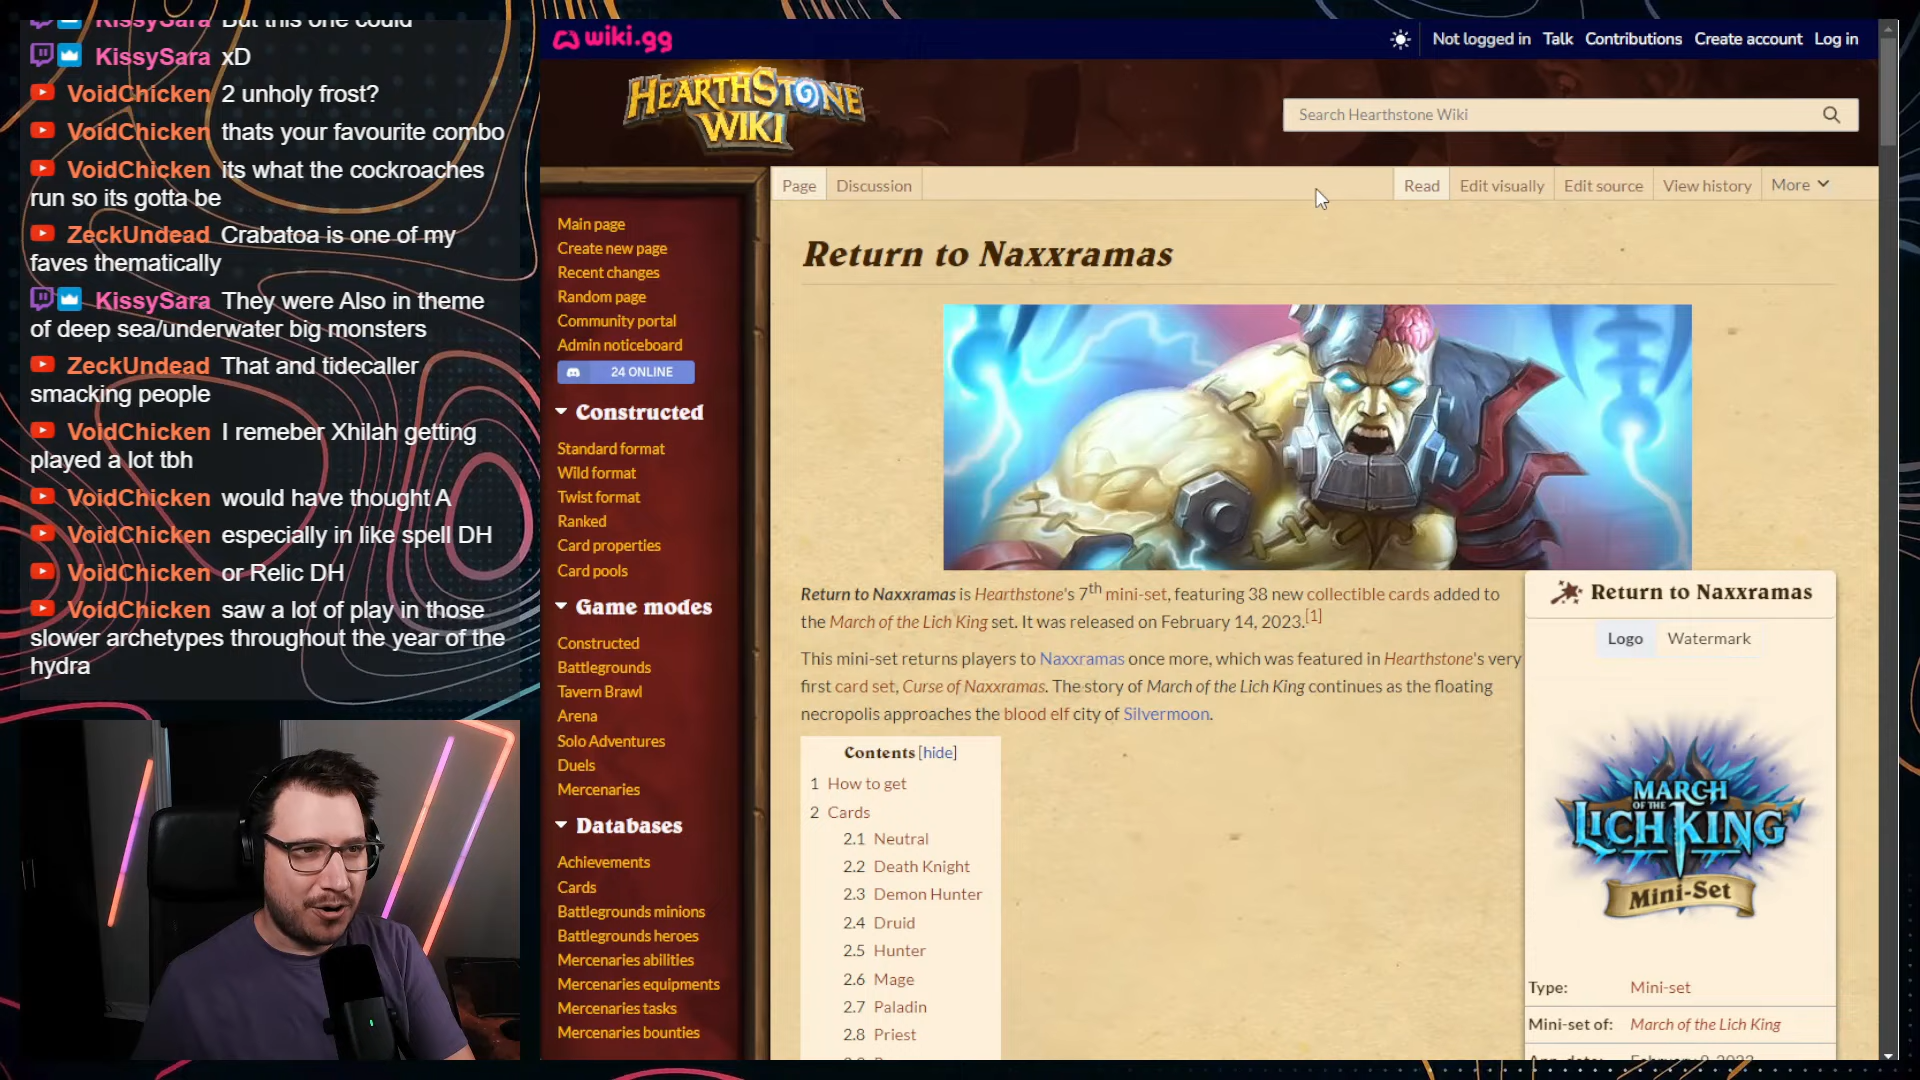 KissySara But this one could
KissySara xD
VoidChicken 2 unholy frost?
VoidChicken thats your favourite combo
VoidChicken its what the cockroaches
run so its gotta be
ZeckUndead Crabatoa is one of my
faves thematically
KissySara They were Also in theme
of deep sea/underwater big monsters
ZeckUndead That and tidecaller
smacking people
VoidChicken I remeber Xhilah getting
played a lot tbh
VoidChicken would have thought A
VoidChicken especially in like spell DH
VoidChicken or Relic DH
VoidChicken saw a lot of play in those
slower archetypes throughout the year of the
hydra
wiki.gg
Not logged in Talk Contributions Create account Log in
HEARTHSTONE
WIKI
Search Hearthstone Wiki
Page Discussion Read Edit visually Edit source View history More
Main page
Create new page
Recent changes
Random page
Community portal
Admin noticeboard
24 ONLINE
Constructed
Standard format
Wild format
Twist format
Ranked
Card properties
Card pools
Game modes
Constructed
Battlegrounds
Tavern Brawl
Arena
Solo Adventures
Duels
Mercenaries
Databases
Achievements
Cards
Battlegrounds minions
Battlegrounds heroes
Mercenaries abilities
Mercenaries equipments
Mercenaries tasks
Mercenaries bounties
Return to Naxxramas
Return to Naxxramas is Hearthstone's 7th mini-set, featuring 38 new collectible cards added to
the March of the Lich King set. It was released on February 14, 2023.[1]
This mini-set returns players to Naxxramas once more, which was featured in Hearthstone's very
first card set, Curse of Naxxramas. The story of March of the Lich King continues as the floating
necropolis approaches the blood elf city of Silvermoon.
Contents [hide]
1 How to get
2 Cards
2.1 Neutral
2.2 Death Knight
2.3 Demon Hunter
2.4 Druid
2.5 Hunter
2.6 Mage
2.7 Paladin
2.8 Priest
Return to Naxxramas
Logo Watermark
MARCH
OF THE
LICH KING
Mini-Set
Type: Mini-set
Mini-set of: March of the Lich King